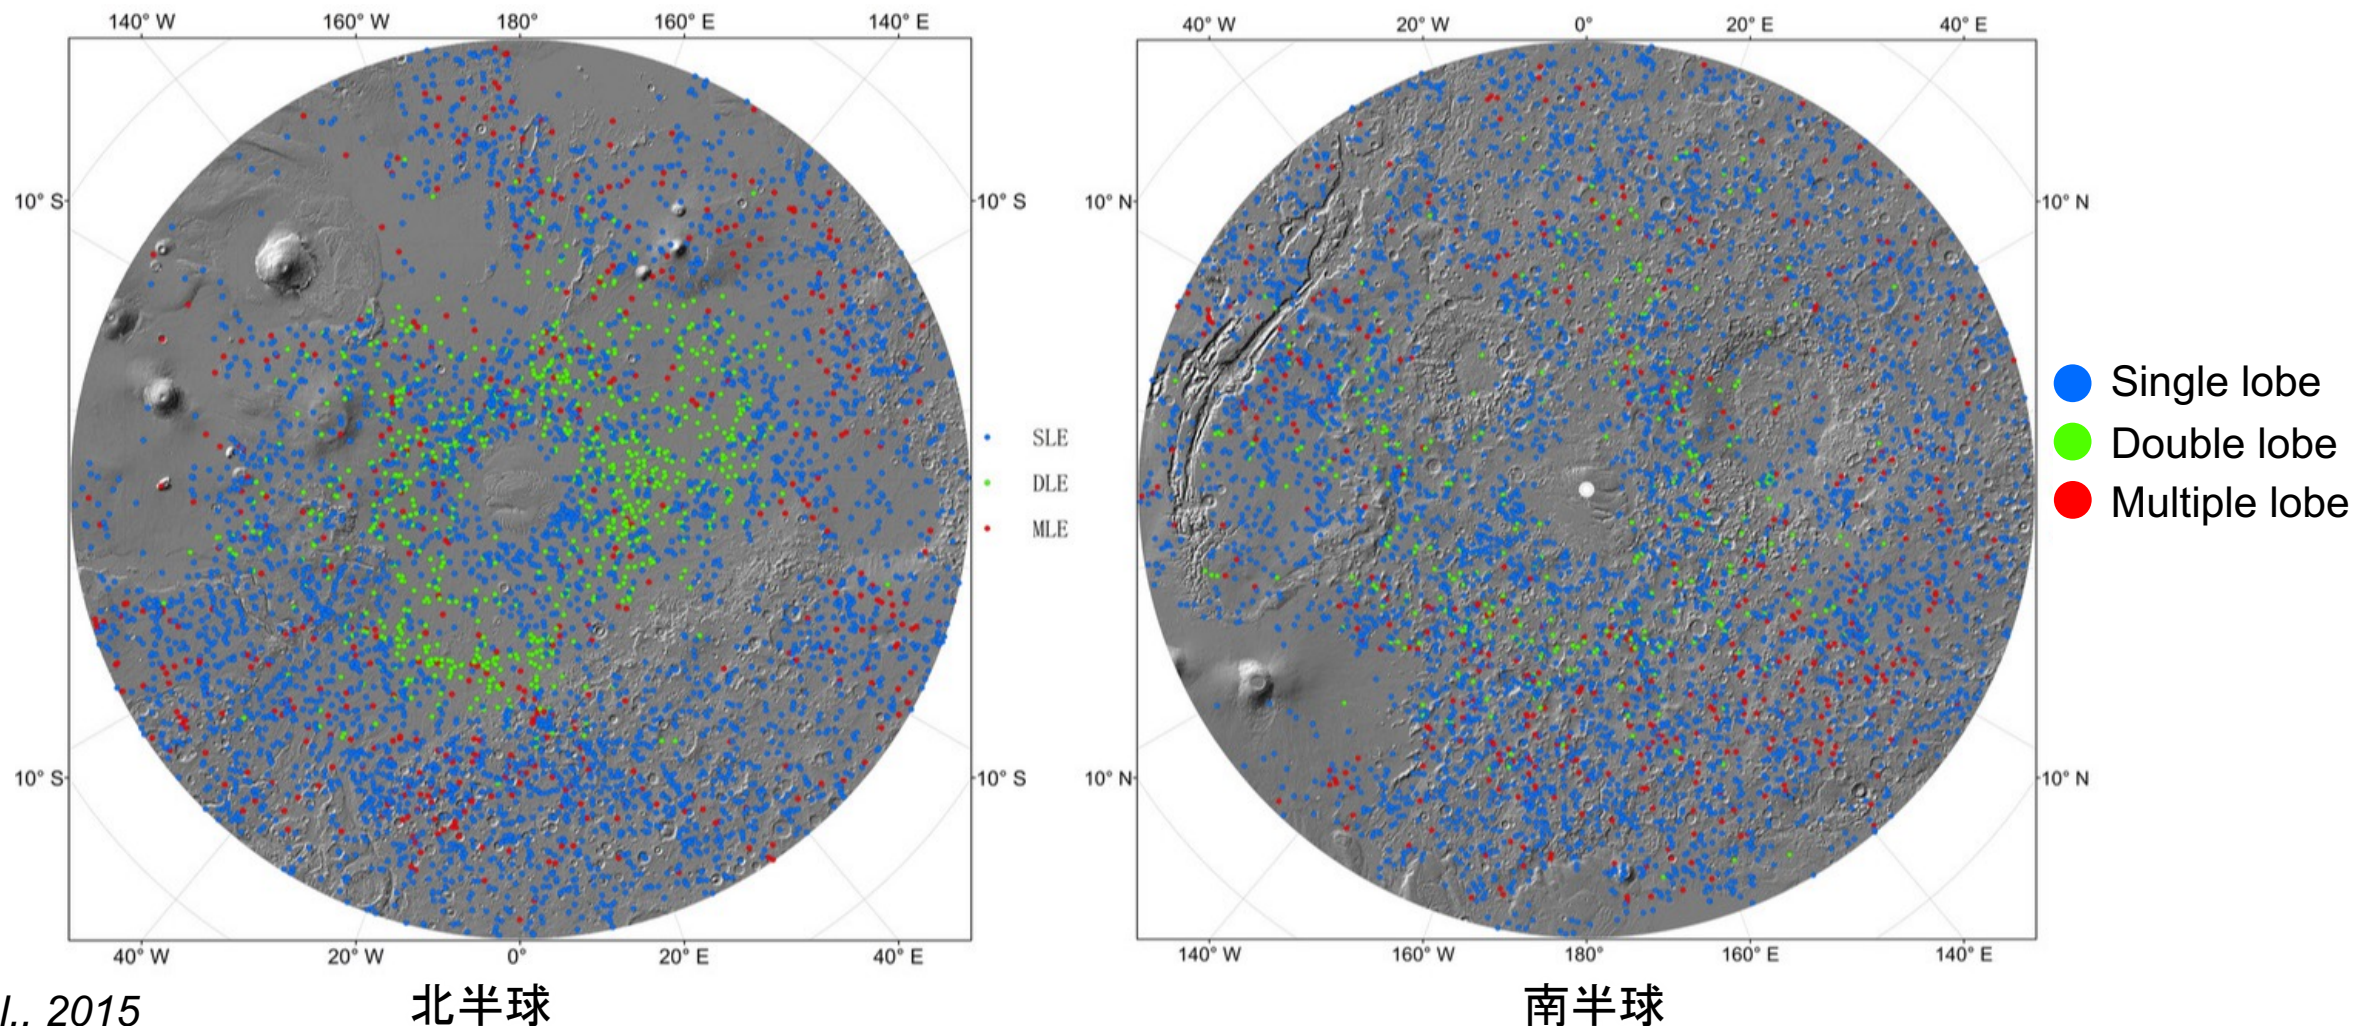 140° W 160° W 180° 160° E 140° E
40° W 20° W 0° 20° E 40° E
10° S 10° S 10° N 10° N
Single lobe
SLE
Double lobe
DLE
Multiple lobe
MLE
10° S 10° S 10° N 10° N
40° W 20° W 0° 20° E 40° E
140° W 160° W 180° 160° E 140° E
l., 2015
北半球
南半球